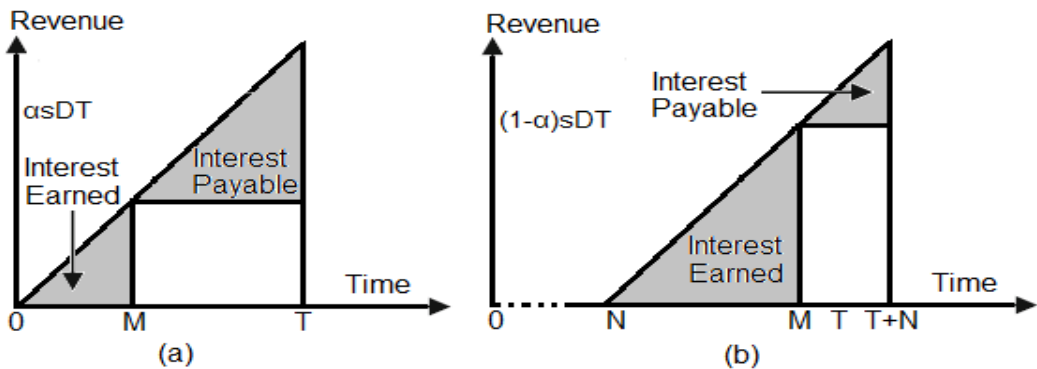 Revenue
αsDT
Interest
Earned
Interest
Payable
Time
0
M
T
(a)
Revenue
Interest
Payable
(1-α)sDT
Interest
Earned
Time
0
N
M
T
T+N
(b)